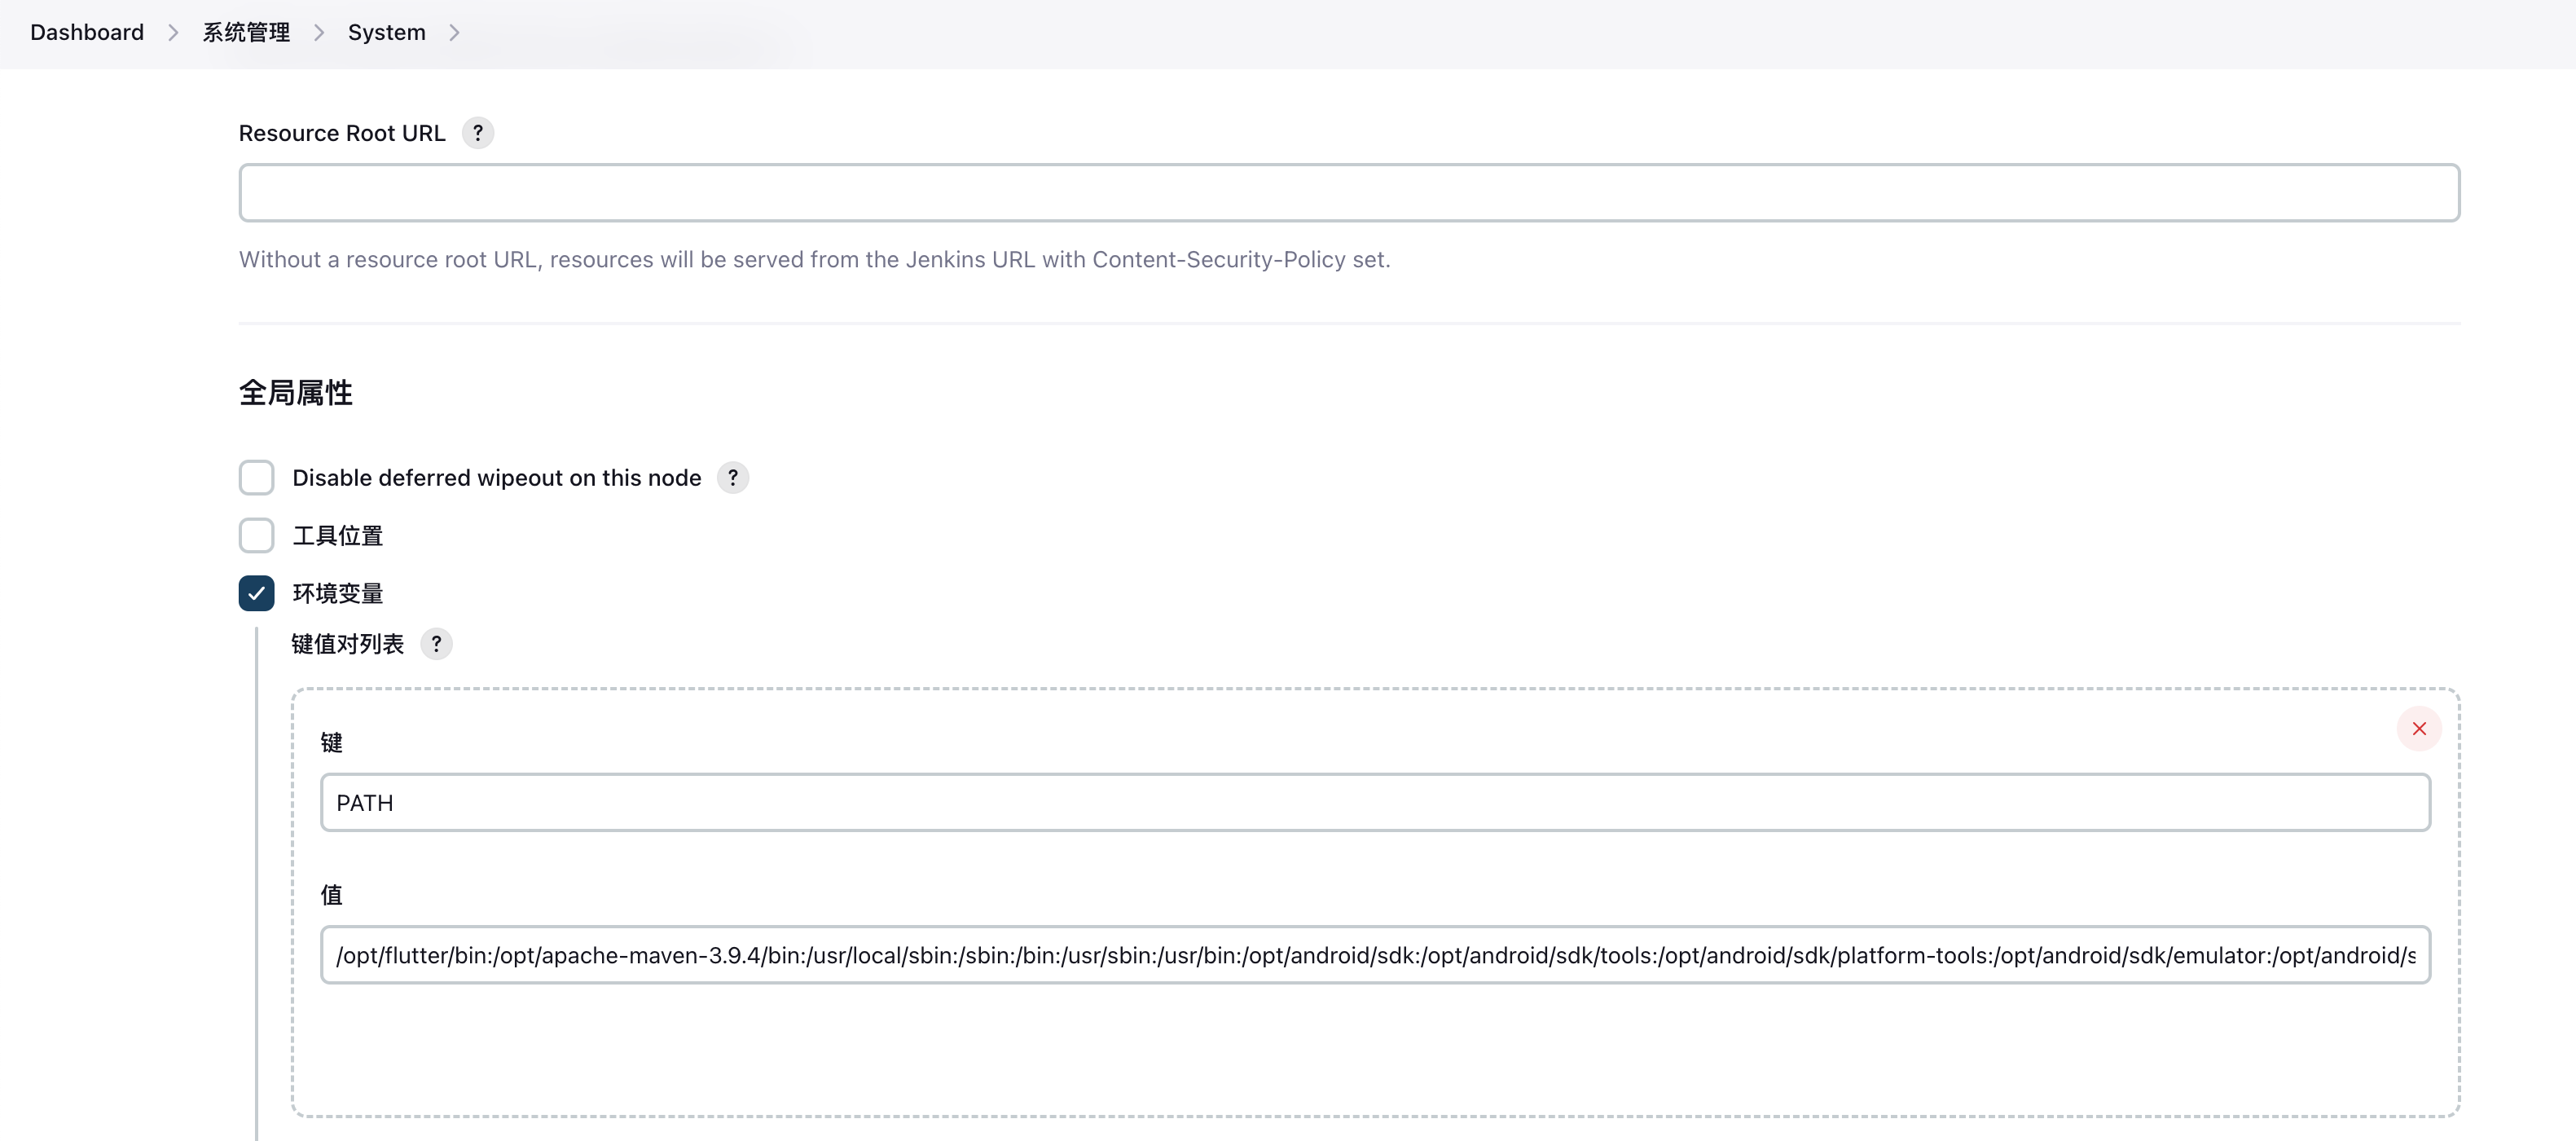 Dashboard > 系统管理 > System >
Resource Root URL ?
Without a resource root URL, resources will be served from the Jenkins URL with Content-Security-Policy set.
全局属性
Disable deferred wipeout on this node ?
工具位置
环境变量
键值对列表 ?
键
PATH
值
/opt/flutter/bin:/opt/apache-maven-3.9.4/bin:/usr/local/sbin:/sbin:/bin:/usr/sbin:/usr/bin:/opt/android/sdk:/opt/android/sdk/tools:/opt/android/sdk/platform-tools:/opt/android/sdk/emulator:/opt/android/s